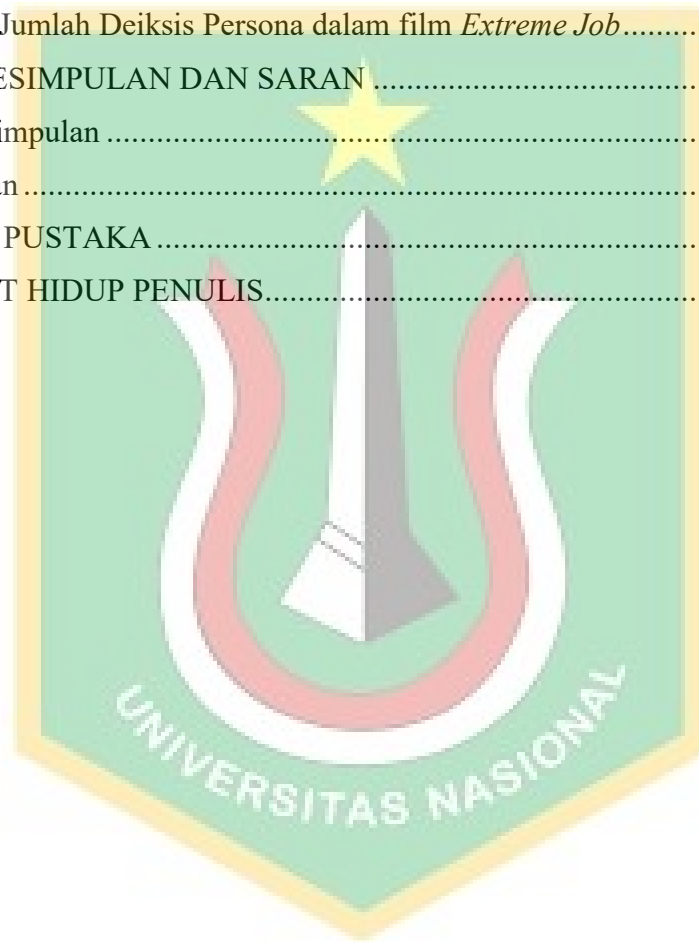 Jumlah Deiksis Persona dalam film Extreme Job.........
ESIMPULAN DAN SARAN ...............................
impulan ...............................................................
n ..........................................................................
PUSTAKA ............................................................
T HIDUP PENULIS................................................
UNIVERSITAS NASIONAL